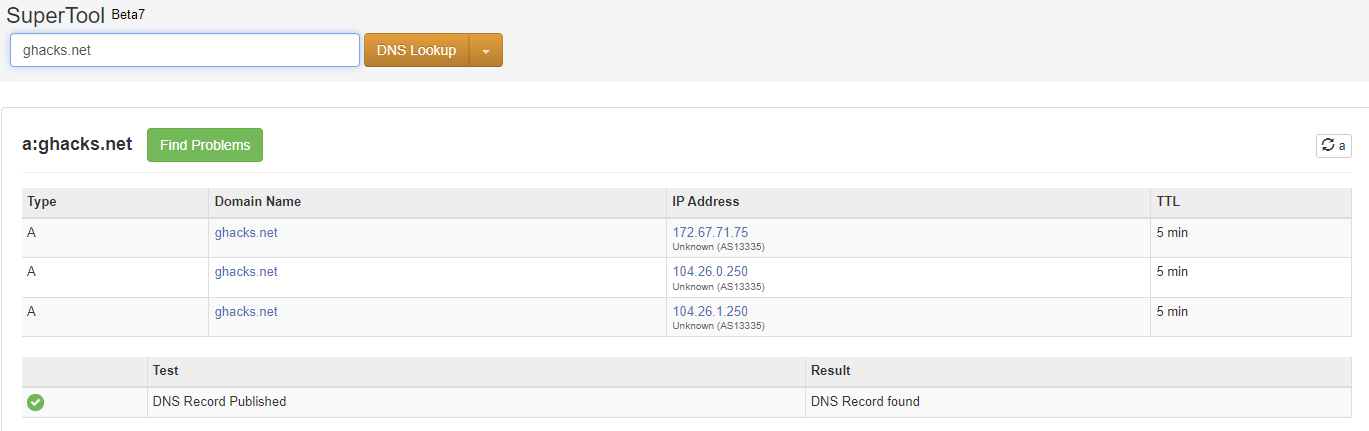 SuperTool Beta7
ghacks.net DNS Lookup
a:ghacks.net Find Problems a
Type Domain Name IP Address TTL
A ghacks.net 172.67.71.75 5 min
Unknown (AS13335)
A ghacks.net 104.26.0.250 5 min
Unknown (AS13335)
A ghacks.net 104.26.1.250 5 min
Unknown (AS13335)
Test Result
DNS Record Published DNS Record found